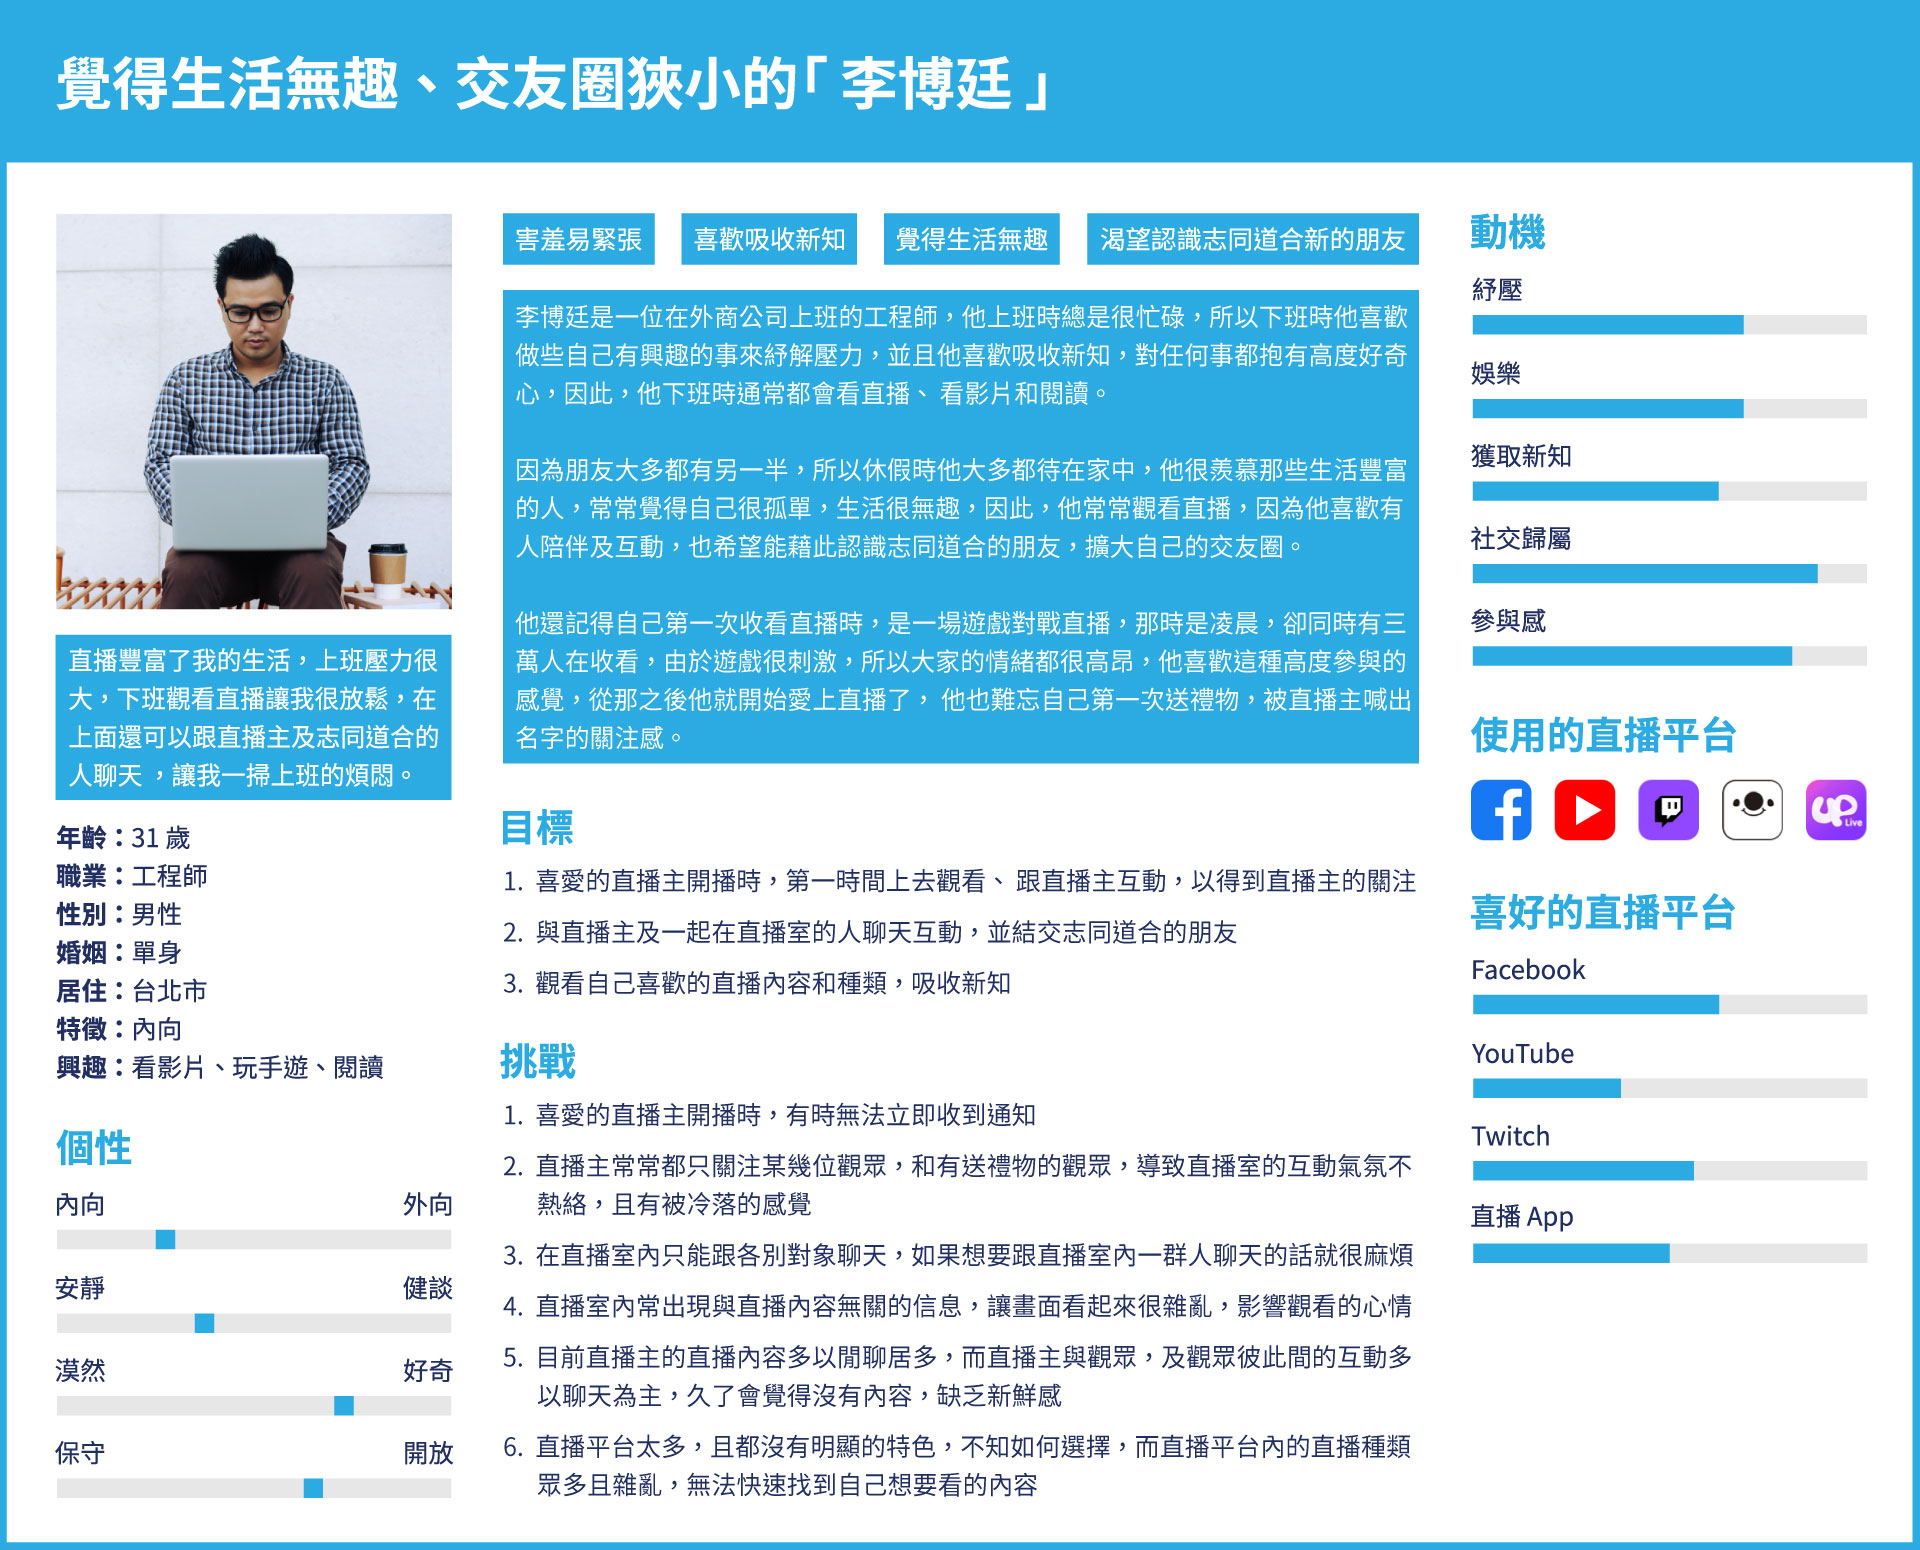 覺得生活無趣、交友圈狹小的「李博廷」
直播豐富了我的生活，上班壓力很
大，下班觀看直播讓我很放鬆，在
上面還可以跟直播主及志同道合的
人聊天 ，讓我一掃上班的煩悶。
年齡：31 歲
職業：工程師
性別：男性
婚姻：單身
居住：台北市
特徵：內向
興趣：看影片、玩手遊、閱讀
個性
內向 外向
安靜 健談
漠然 好奇
保守 開放
害羞易緊張 喜歡吸收新知 覺得生活無趣 渴望認識志同道合新的朋友
李博廷是一位在外商公司上班的工程師，他上班時總是很忙碌，所以下班時他喜歡
做些自己有興趣的事來紓解壓力，並且他喜歡吸收新知，對任何事都抱有高度好奇
心，因此，他下班時通常都會看直播、 看影片和閱讀。
因為朋友大多都有另一半，所以休假時他大多都待在家中，他很羨慕那些生活豐富
的人，常常覺得自己很孤單，生活很無趣，因此，他常常觀看直播，因為他喜歡有
人陪伴及互動，也希望能藉此認識志同道合的朋友，擴大自己的交友圈。
他還記得自己第一次收看直播時，是一場遊戲對戰直播，那時是凌晨，卻同時有三
萬人在收看，由於遊戲很刺激，所以大家的情緒都很高昂，他喜歡這種高度參與的
感覺，從那之後他就開始愛上直播了， 他也難忘自己第一次送禮物，被直播主喊出
名字的關注感。
目標
1. 喜愛的直播主開播時，第一時間上去觀看、 跟直播主互動，以得到直播主的關注
2. 與直播主及一起在直播室的人聊天互動，並結交志同道合的朋友
3. 觀看自己喜歡的直播內容和種類，吸收新知
挑戰
1. 喜愛的直播主開播時，有時無法立即收到通知
2. 直播主常常都只關注某幾位觀眾，和有送禮物的觀眾，導致直播室的互動氣氛不
熱絡，且有被冷落的感覺
3. 在直播室內只能跟各別對象聊天，如果想要跟直播室內一群人聊天的話就很麻煩
4. 直播室內常出現與直播內容無關的信息，讓畫面看起來很雜亂，影響觀看的心情
5. 目前直播主的直播內容多以閒聊居多，而直播主與觀眾，及觀眾彼此間的互動多
以聊天為主，久了會覺得沒有內容，缺乏新鮮感
6. 直播平台太多，且都沒有明顯的特色，不知如何選擇，而直播平台內的直播種類
眾多且雜亂，無法快速找到自己想要看的內容
動機
紓壓
娛樂
獲取新知
社交歸屬
參與感
使用的直播平台
up Live
喜好的直播平台
Facebook
YouTube
Twitch
直播 App